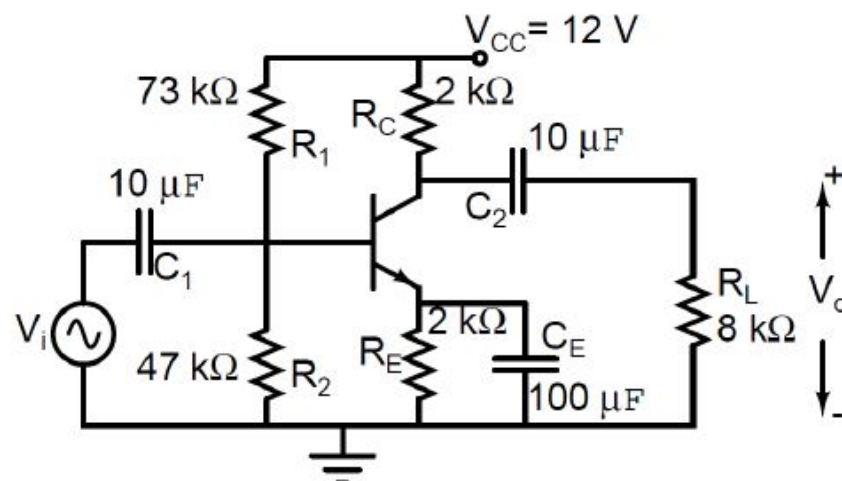 V_CC = 12 V
73 kΩ
R_1
2 kΩ
R_C
10 μF
C_2
10 μF
C_1
V_i
47 kΩ
R_2
2 kΩ
R_E
C_E
100 μF
R_L
8 kΩ
+
V_o
-